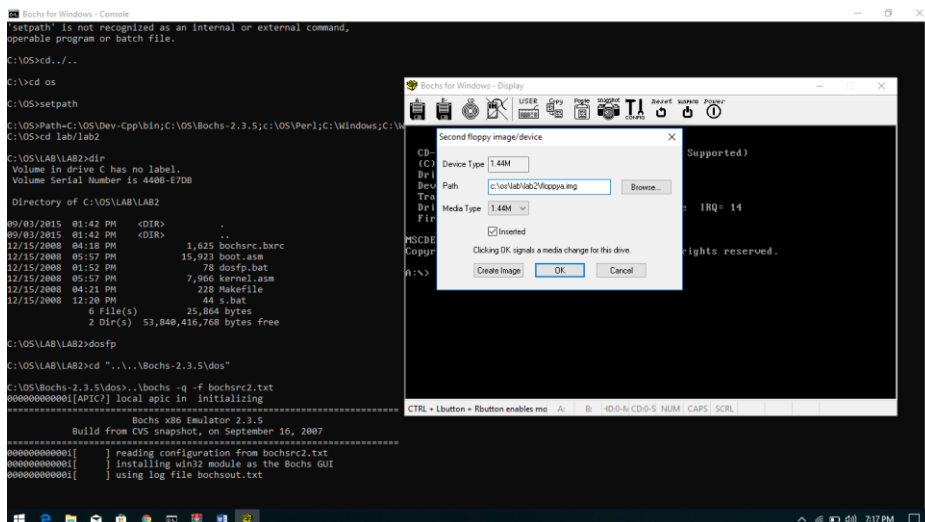 Bochs for Windows - Console
'setpath' is not recognized as an internal or external command,
operable program or batch file.
C:\OS>cd../..
C:\>cd os
C:\OS>setpath
C:\OS>Path=C:\OS\Dev-Cpp\bin;C:\OS\Bochs-2.3.5;c:\OS\Perl;C:\Windows;C:\W
C:\OS>cd lab/lab2
C:\OS\LAB\LAB2>dir
Volume in drive C has no label.
Volume Serial Number is 440B-E7DB
Directory of C:\OS\LAB\LAB2
09/03/2015 01:42 PM <DIR> .
09/03/2015 01:42 PM <DIR> ..
12/15/2008 04:18 PM 1,625 bochsrc.bxrc
12/15/2008 05:57 PM 15,923 boot.asm
12/15/2008 01:52 PM 78 dosfp.bat
12/15/2008 05:57 PM 7,966 kernel.asm
12/15/2008 04:21 PM 228 Makefile
12/15/2008 12:20 PM 44 s.bat
6 File(s) 25,864 bytes
2 Dir(s) 53,840,416,768 bytes free
C:\OS\LAB\LAB2>dosfp
C:\OS\LAB\LAB2>cd "..\..\Bochs-2.3.5\dos"
C:\OS\Bochs-2.3.5\dos>..\bochs -q -f bochsrc2.txt
00000000000i[APIC?] local apic in initializing
========================================================================
Bochs x86 Emulator 2.3.5
Build from CVS snapshot, on September 16, 2007
========================================================================
00000000000i[ ] reading configuration from bochsrc2.txt
00000000000i[ ] installing win32 module as the Bochs GUI
00000000000i[ ] using log file bochsout.txt
Bochs for Windows - Display
USER Copy Paste snapshot CONFIG Reset SUSPEND Power
CD- Supported)
(C)
Dri
Dev
Tra
Dri : IRQ= 14
Fir
MSCDE
Copyr ights reserved.
A:\>
Second floppy image/device
Device Type 1.44M
Path c:\os\lab\lab2\floppya.img Browse...
Media Type 1.44M
Inserted
Clicking OK signals a media change for this drive.
Create Image OK Cancel
CTRL + Lbutton + Rbutton enables mo A: B: HD:0-M CD:0-S NUM CAPS SCRL
7:17 PM